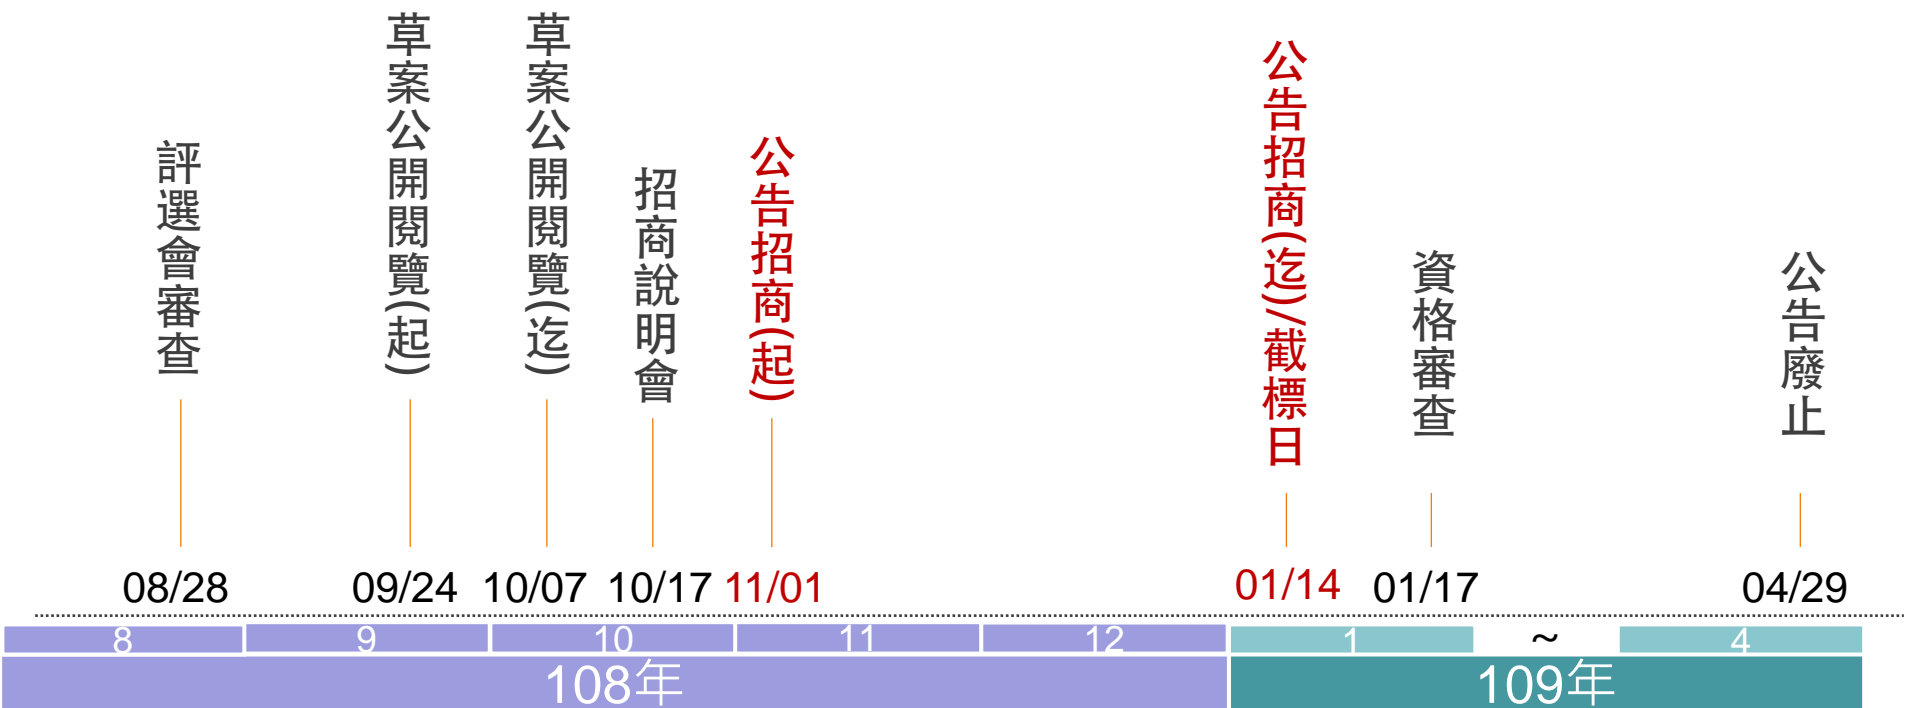 評選會審查
草案公開閱覽(起)
草案公開閱覽(迄)
招商說明會
公告招商(起)
公告招商(迄)/截標日
資格審查
公告廢止
08/28
09/24
10/07
10/17
11/01
01/14
01/17
04/29
8
9
10
11
12
1
~
4
108年
109年